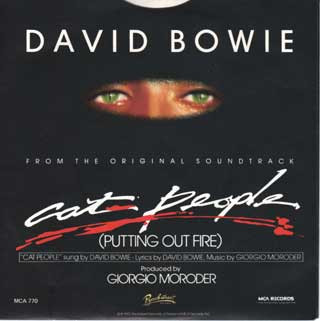 DAVID BOWIE
FROM THE ORIGINAL SOUNDTRACK
cat people
(PUTTING OUT FIRE)
"CAT PEOPLE" sung by DAVID BOWIE · Lyrics by DAVID BOWIE, Music by GIORGIO MORODER
Produced by
GIORGIO MORODER
MCA 770
Backstreet
MCA RECORDS